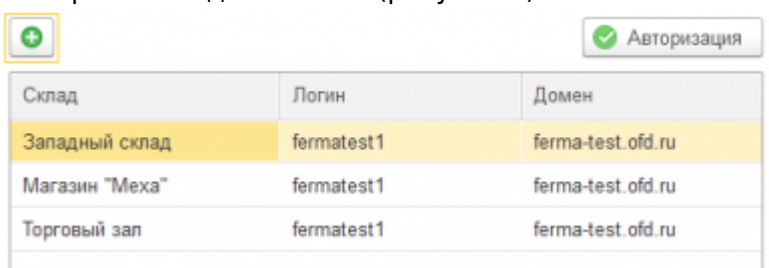 Авторизация
Склад Логин Домен
Западный склад fermatest1 ferma-test.ofd.ru
Магазин "Меха" fermatest1 ferma-test.ofd.ru
Торговый зал fermatest1 ferma-test.ofd.ru